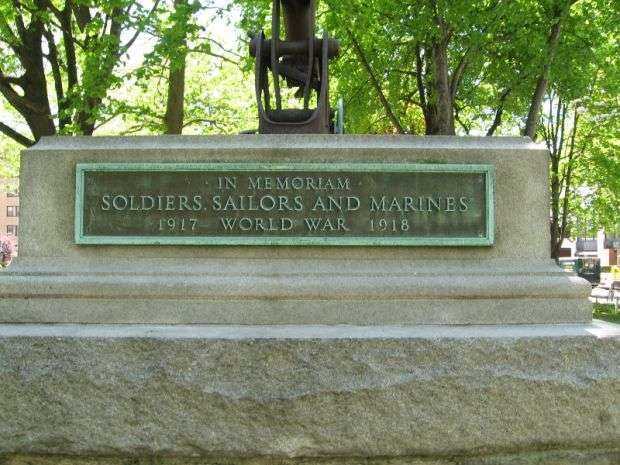 · IN MEMORIAM ·
SOLDIERS, SAILORS AND MARINES
1917 WORLD WAR 1918